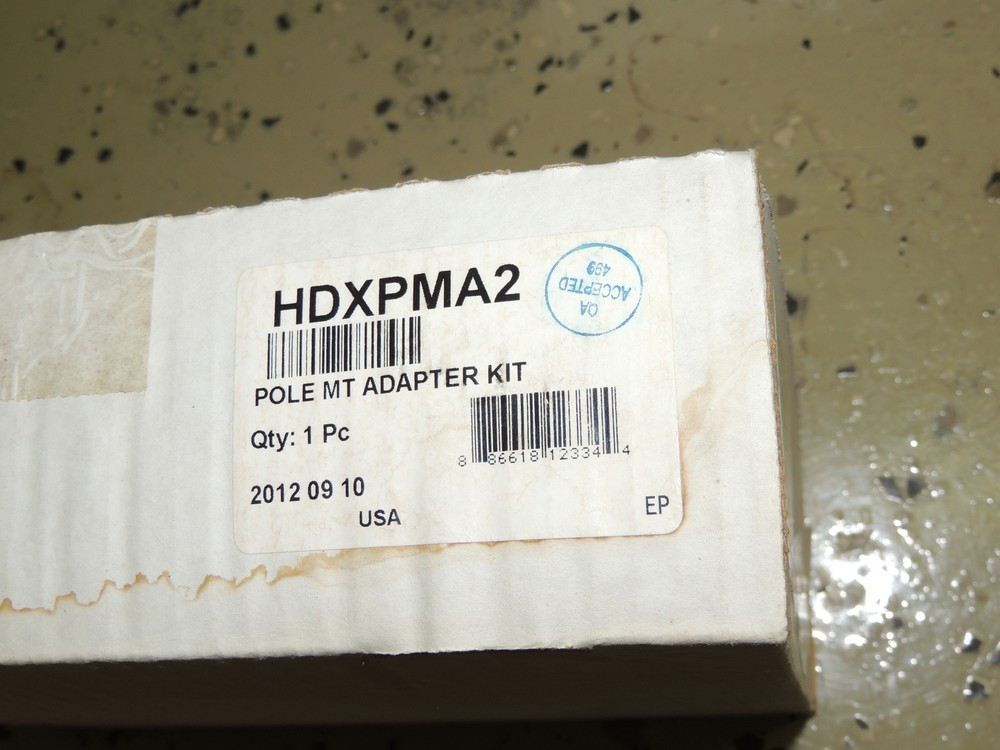 HDXPMA2
QA
ACCEPTED
499
POLE MT ADAPTER KIT
Qty: 1 Pc
8 86618 12334 4
2012 09 10
USA
EP